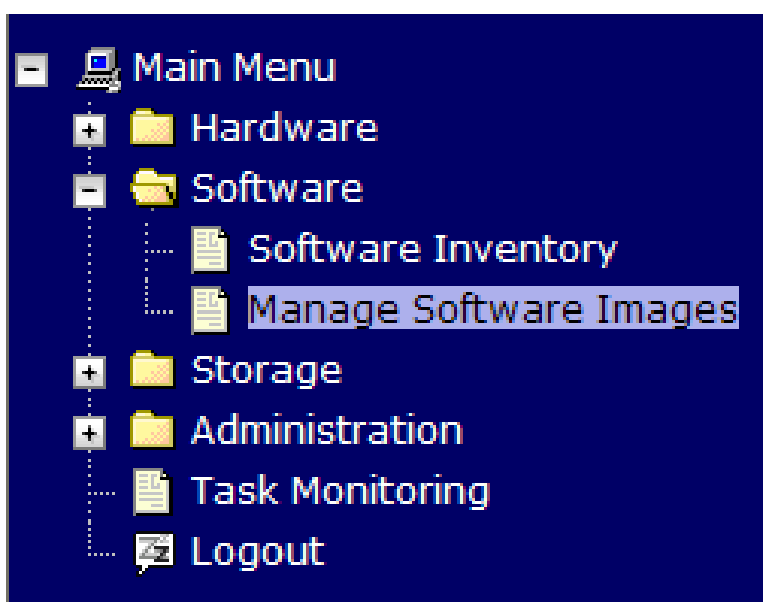 Main Menu
Hardware
Software
Software Inventory
Manage Software Images
Storage
Administration
Task Monitoring
Logout